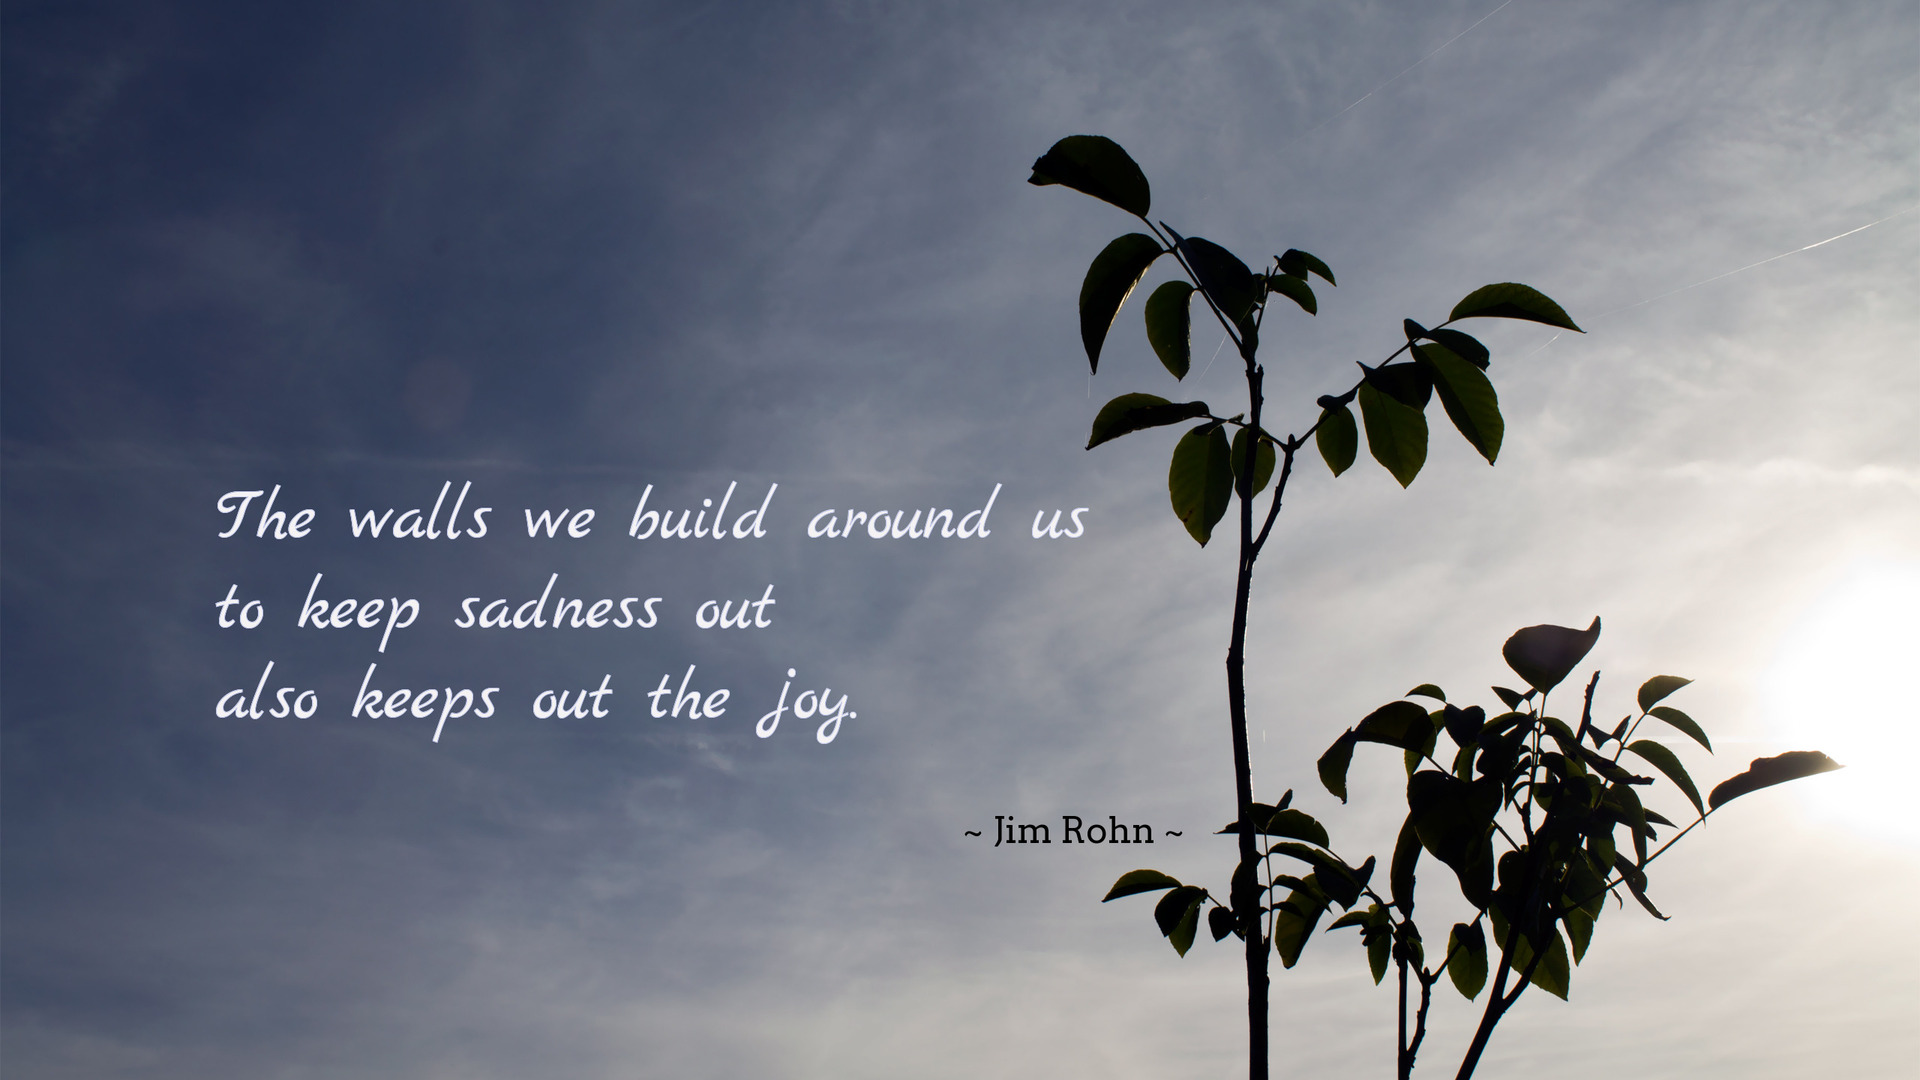 The walls we build around us
to keep sadness out
also keeps out the joy.
~ Jim Rohn ~